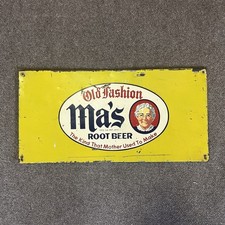 Old Fashion
Ma's
ROOT BEER
The Kind That Mother Used To Make